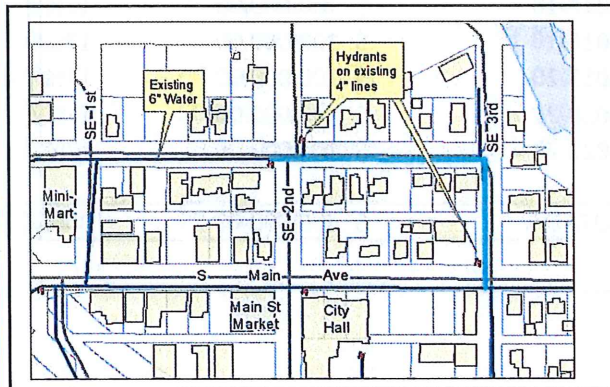 Hydrants
on existing
4" lines
Existing
6" Water
SE 1st
SE 3rd
Mini-
Mart
SE 2nd
S Main Ave
Main St
Market
City
Hall